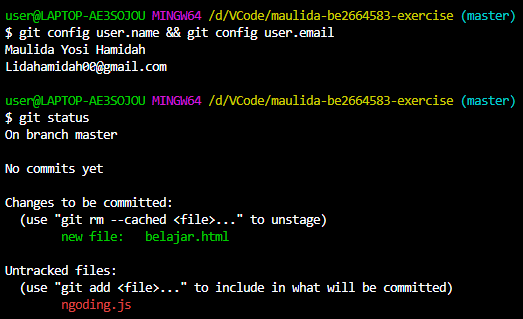 user@LAPTOP-AE3SOJOU MINGW64 /d/VCode/maulida-be2664583-exercise (master)
$ git config user.name && git config user.email
Maulida Yosi Hamidah
Lidahamidah00@gmail.com

user@LAPTOP-AE3SOJOU MINGW64 /d/VCode/maulida-be2664583-exercise (master)
$ git status
On branch master

No commits yet

Changes to be committed:
  (use "git rm --cached <file>..." to unstage)
        new file:   belajar.html

Untracked files:
  (use "git add <file>..." to include in what will be committed)
        ngoding.js